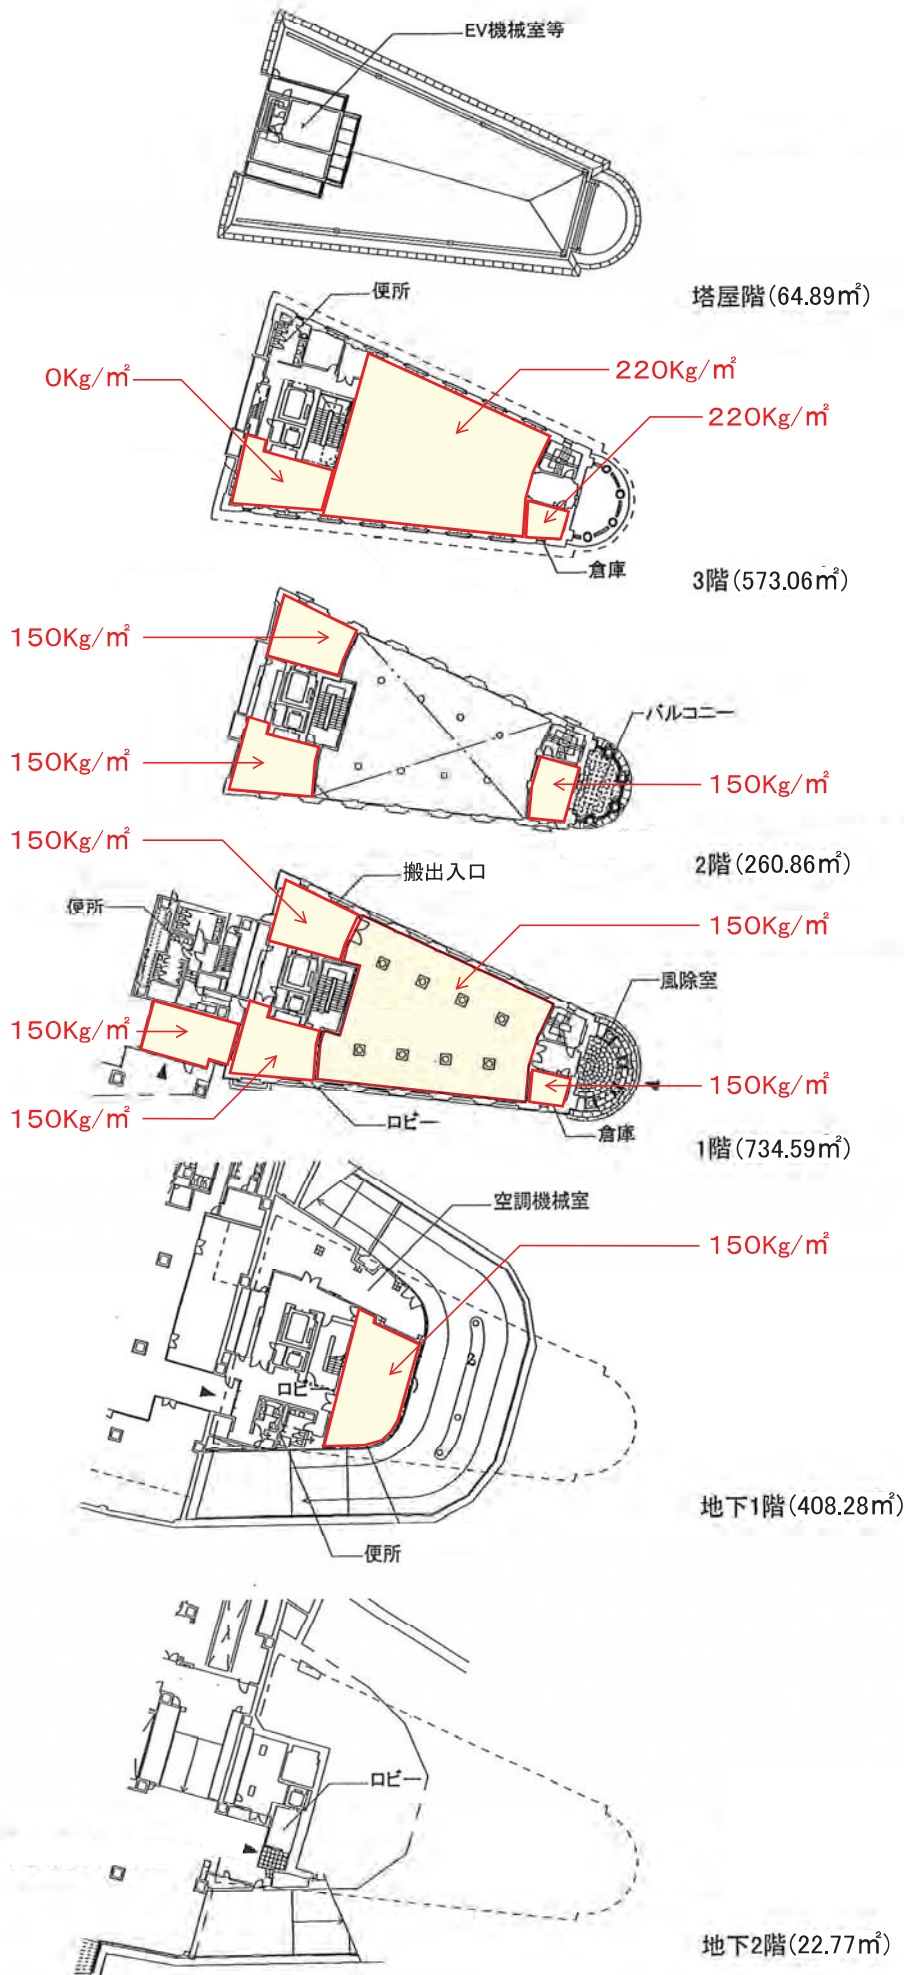 EV機械室等
塔屋階(64.89㎡)
便所
0Kg/㎡
220Kg/㎡
220Kg/㎡
倉庫
3階(573.06㎡)
150Kg/㎡
バルコニー
150Kg/㎡
150Kg/㎡
150Kg/㎡
2階(260.86㎡)
搬出入口
便所
150Kg/㎡
風除室
150Kg/㎡
150Kg/㎡
150Kg/㎡
ロビー
倉庫
1階(734.59㎡)
空調機械室
150Kg/㎡
ロビー
地下1階(408.28㎡)
便所
ロビー
地下2階(22.77㎡)